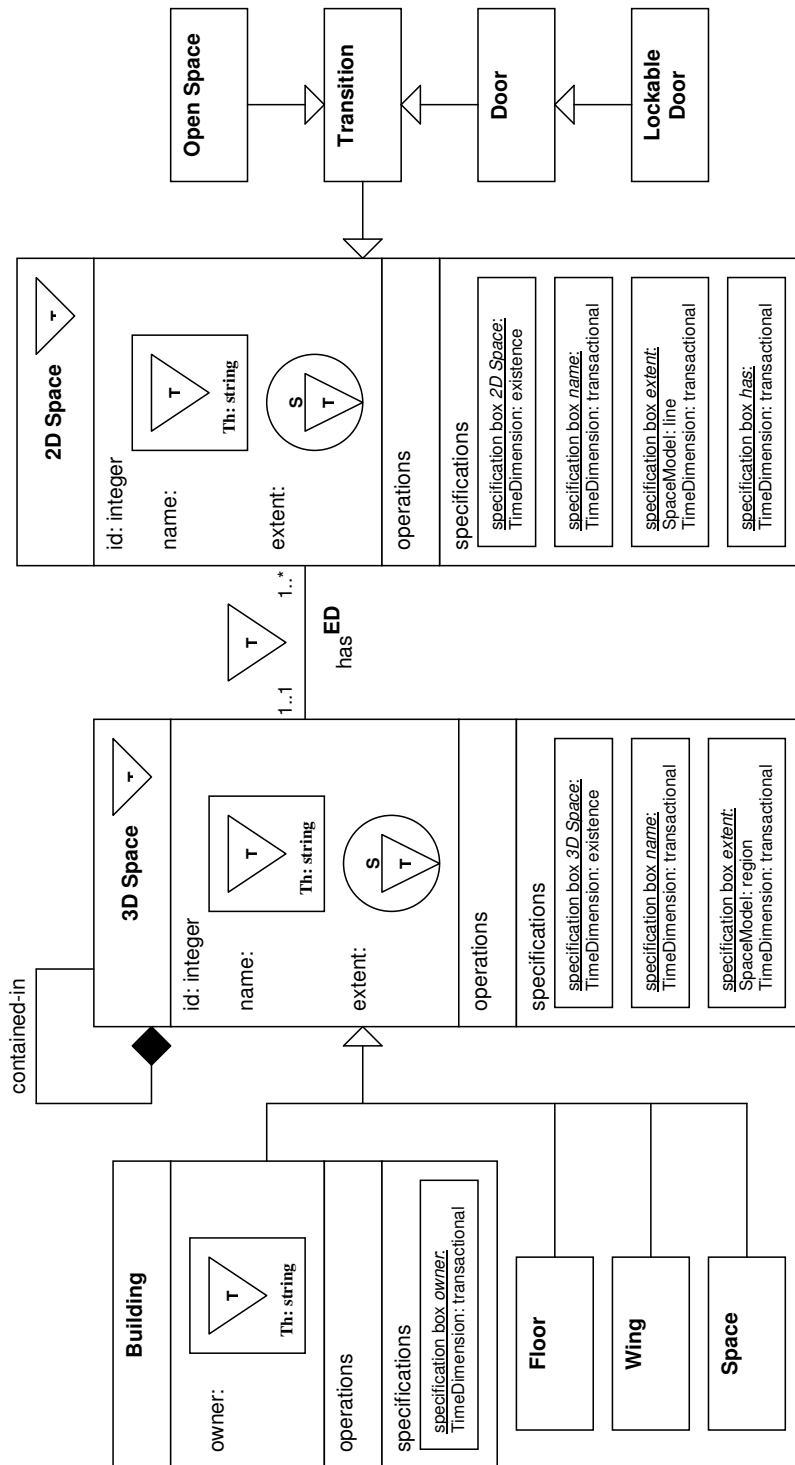 Building
owner:
T
Th: string
operations
specifications
specification box owner:
TimeDimension: transactional
Floor
Wing
Space
contained-in
3D Space
T
id: integer
name:
T
Th: string
extent:
S
T
operations
specifications
specification box 3D Space:
TimeDimension: existence
specification box name:
TimeDimension: transactional
specification box extent:
SpaceModel: region
TimeDimension: transactional
T
1..1
1..*
ED
has
2D Space
T
id: integer
name:
T
Th: string
extent:
S
T
operations
specifications
specification box 2D Space:
TimeDimension: existence
specification box name:
TimeDimension: transactional
specification box extent:
SpaceModel: line
TimeDimension: transactional
specification box has:
TimeDimension: transactional
Open Space
Transition
Door
Lockable
Door